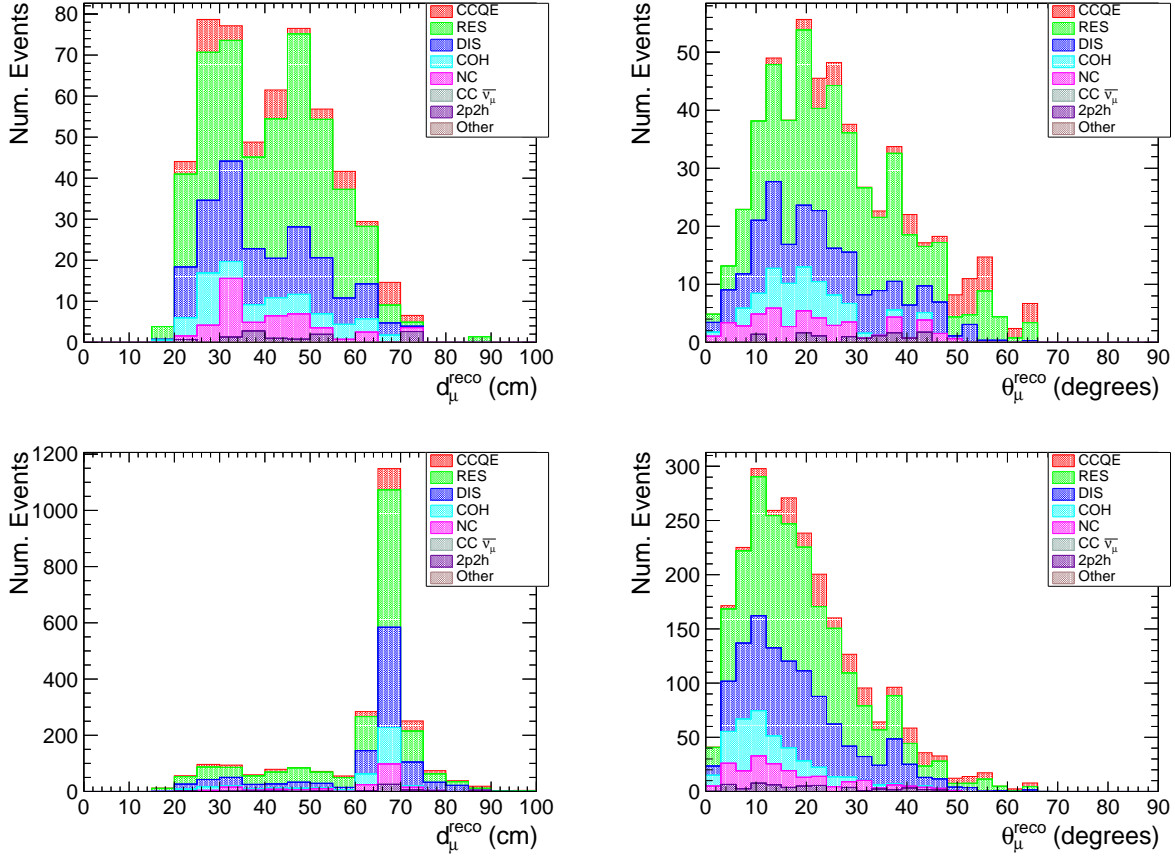 Num. Events
80
70
60
50
40
30
20
10
0
0 10 20 30 40 50 60 70 80 90 100
d_μ^reco (cm)
CCQE
RES
DIS
COH
NC
CC ν̅_μ
2p2h
Other
Num. Events
50
40
30
20
10
0
0 10 20 30 40 50 60 70 80 90
θ_μ^reco (degrees)
CCQE
RES
DIS
COH
NC
CC ν̅_μ
2p2h
Other
Num. Events
1200
1000
800
600
400
200
0
0 10 20 30 40 50 60 70 80 90 100
d_μ^reco (cm)
CCQE
RES
DIS
COH
NC
CC ν̅_μ
2p2h
Other
Num. Events
300
250
200
150
100
50
0
0 10 20 30 40 50 60 70 80 90
θ_μ^reco (degrees)
CCQE
RES
DIS
COH
NC
CC ν̅_μ
2p2h
Other